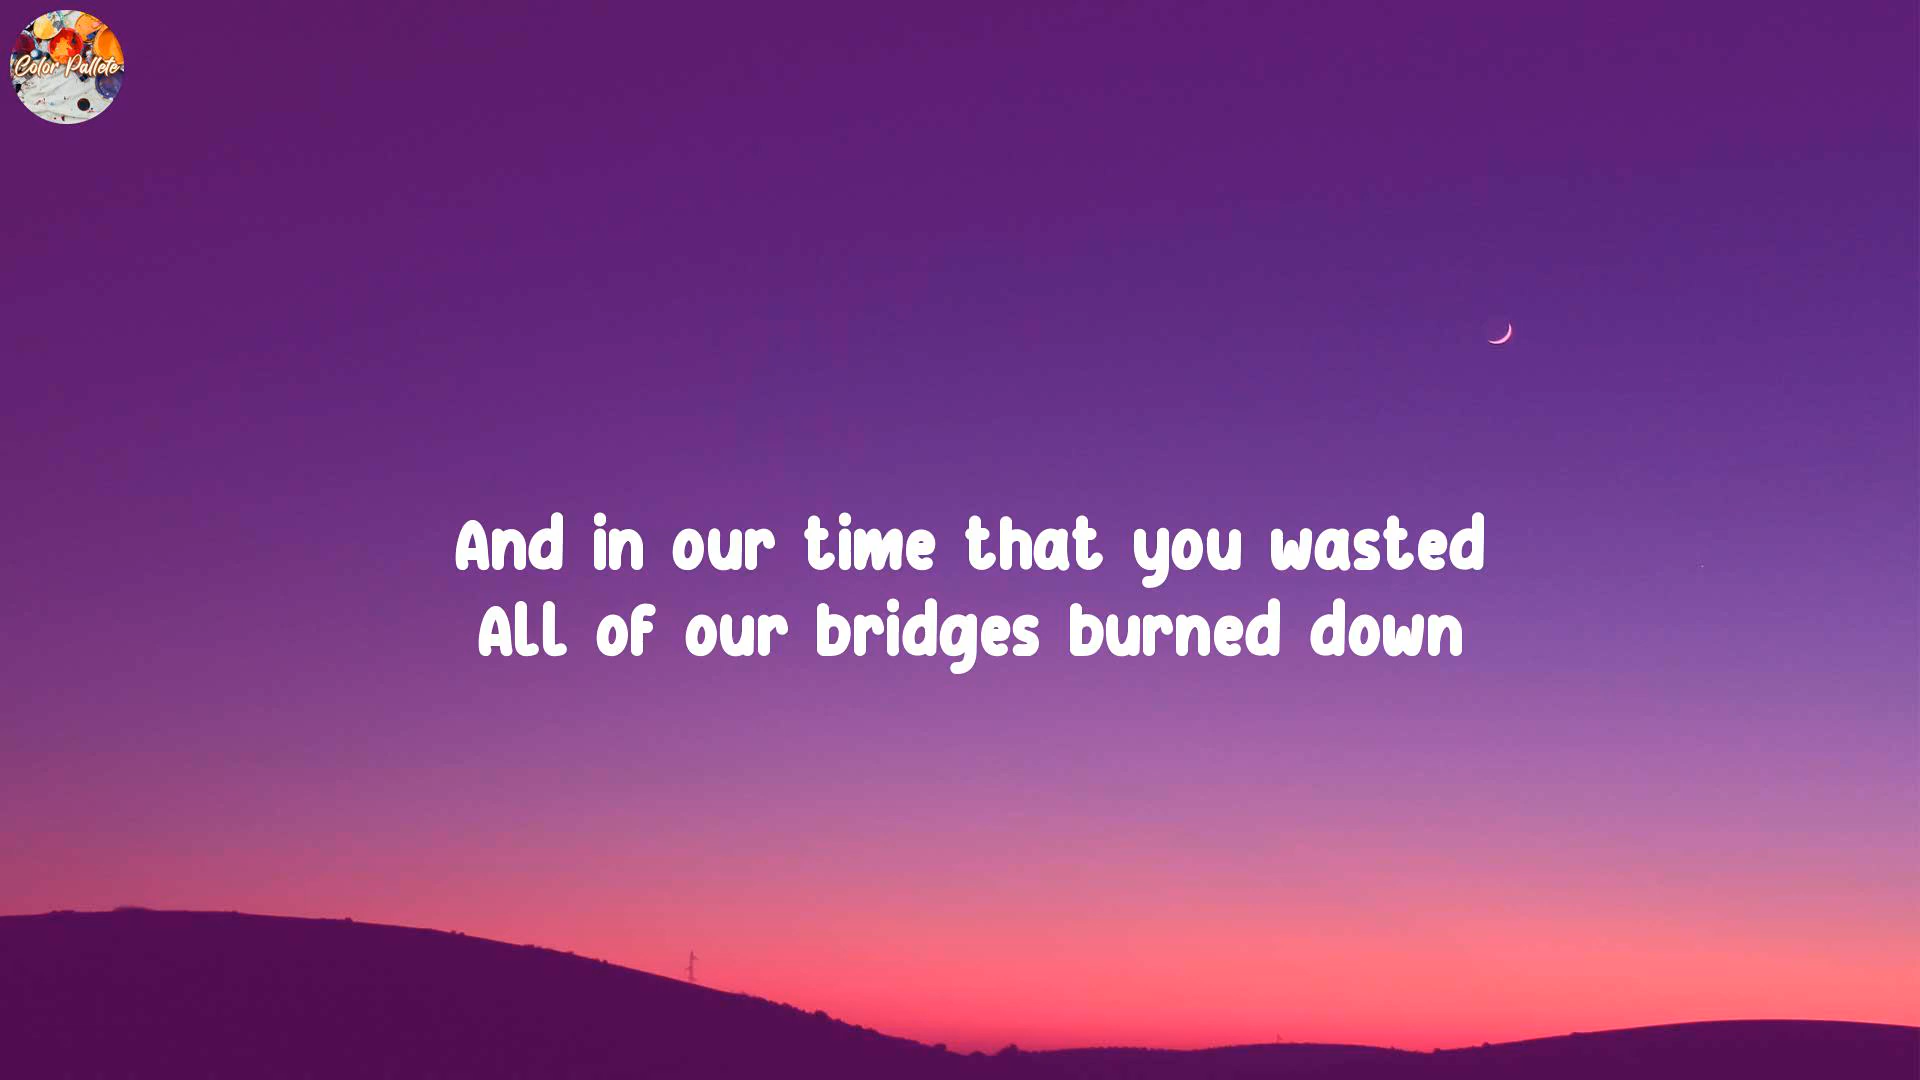 Color Pallete
And in our time that you wasted
All of our bridges burned down